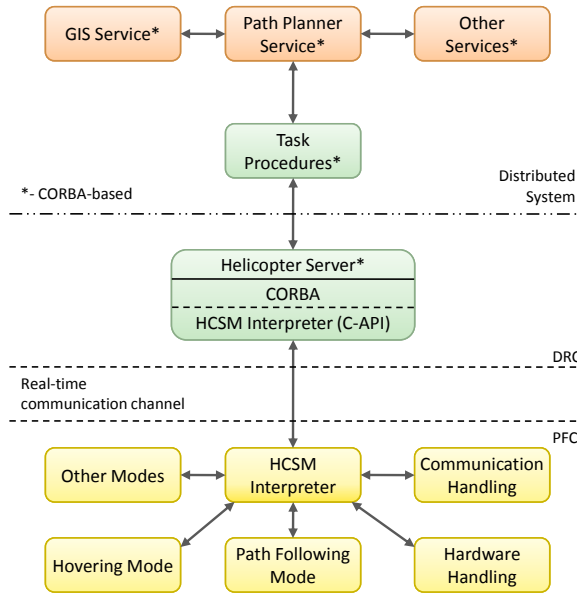 GIS Service*
Path Planner
Service*
Other
Services*
Task
Procedures*
*- CORBA-based
Distributed
System
Helicopter Server*
CORBA
HCSM Interpreter (C-API)
DRC
Real-time
communication channel
PFC
Other Modes
HCSM
Interpreter
Communication
Handling
Hovering Mode
Path Following
Mode
Hardware
Handling